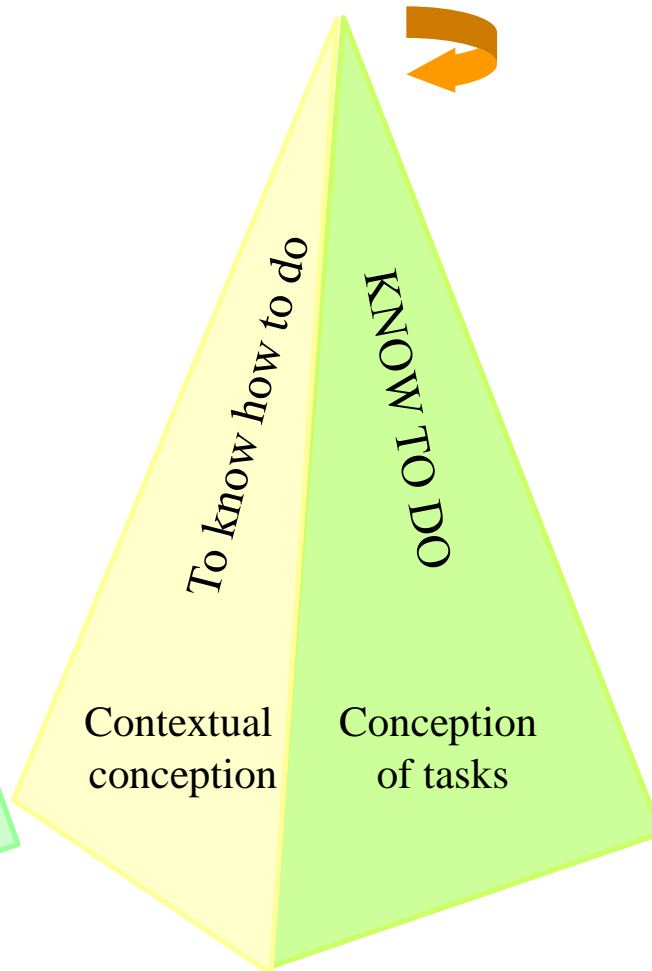 To know how to do
KNOW TO DO
Contextual
conception
Conception
of tasks